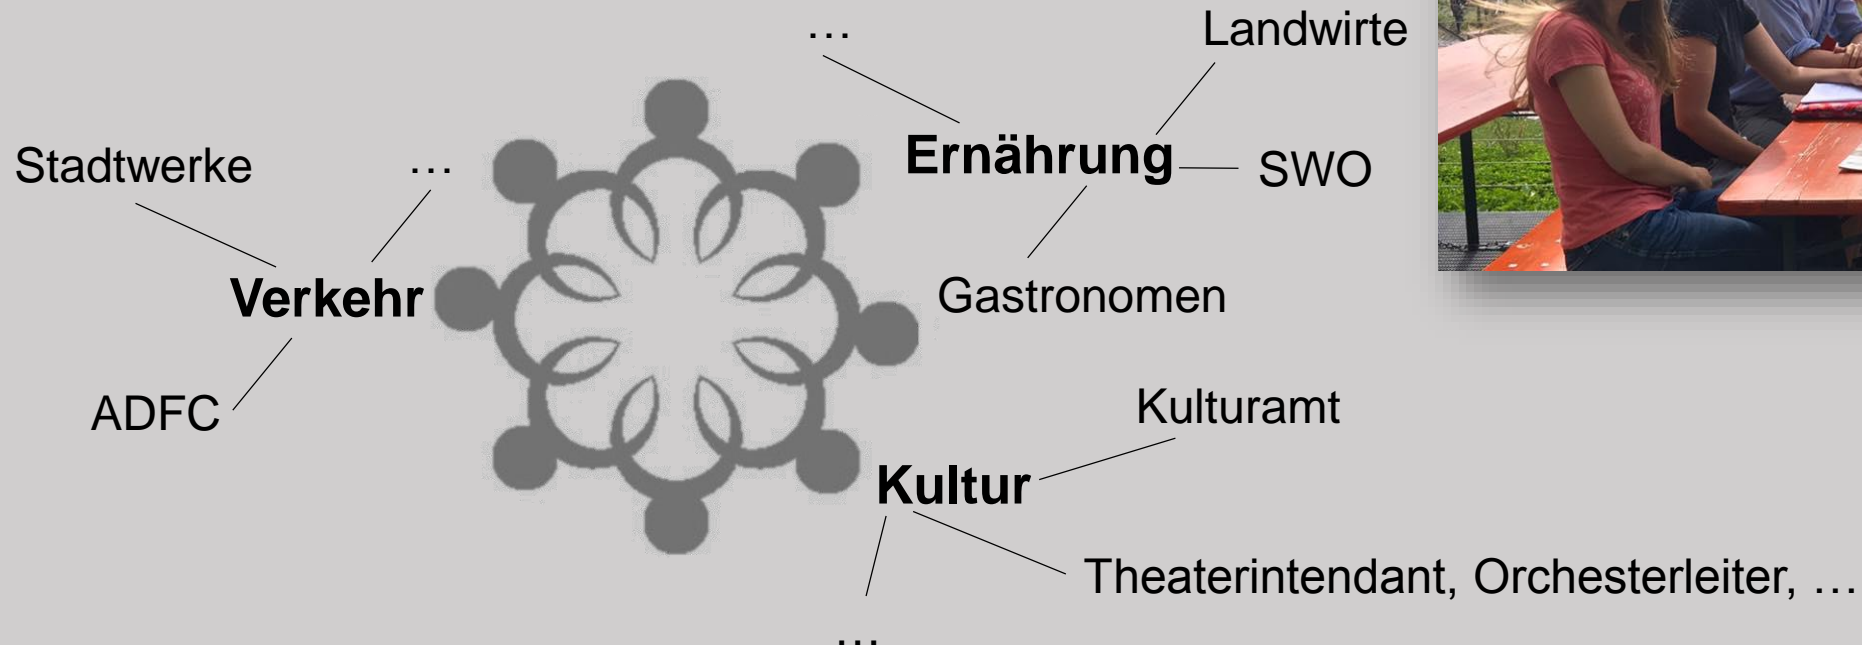 …
Landwirte
Ernährung
SWO
Stadtwerke
…
Verkehr
Gastronomen
ADFC
Kulturamt
Kultur
Theaterintendant, Orchesterleiter, …
…